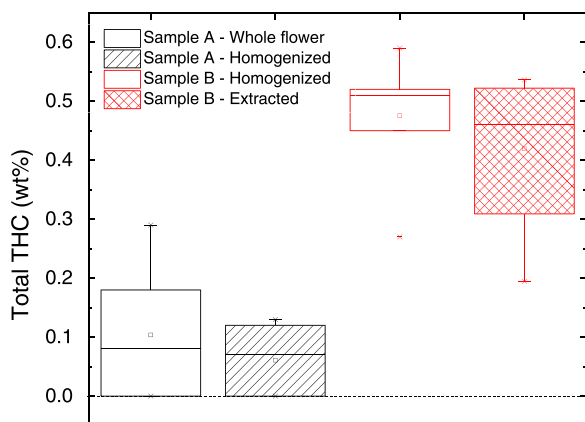 Total THC (wt%)
0.6
0.5
0.4
0.3
0.2
0.1
0.0
Sample A - Whole flower
Sample A - Homogenized
Sample B - Homogenized
Sample B - Extracted